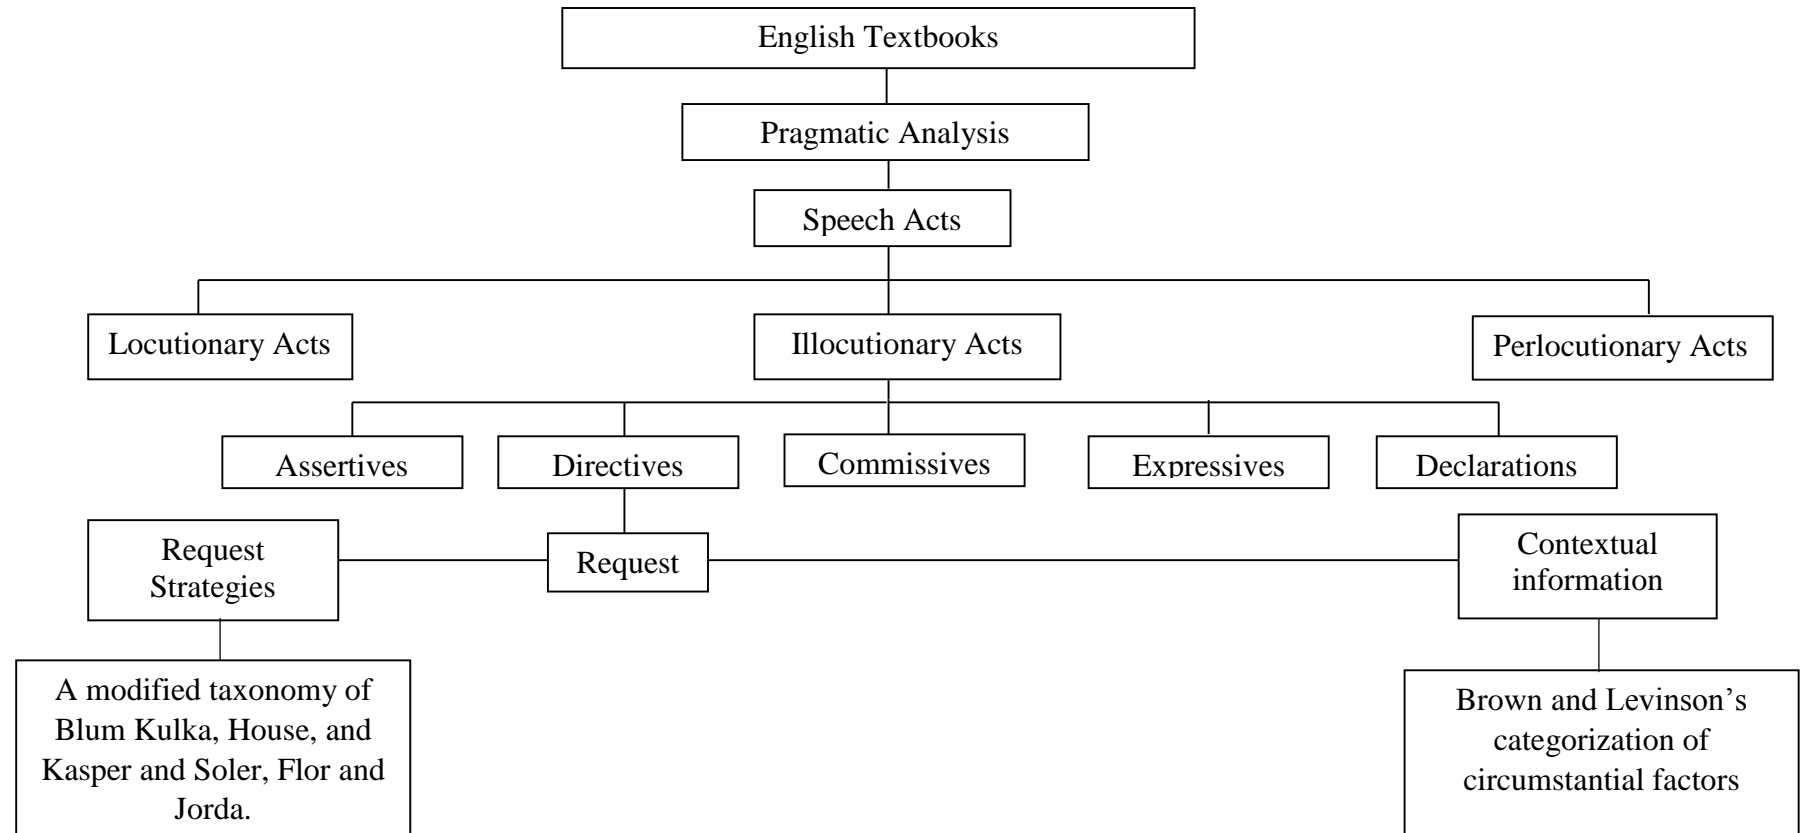 English Textbooks
Pragmatic Analysis
Speech Acts
Locutionary Acts
Illocutionary Acts
Perlocutionary Acts
Assertives
Directives
Commissives
Expressives
Declarations
Request
Strategies
Request
Contextual
information
A modified taxonomy of
Blum Kulka, House, and
Kasper and Soler, Flor and
Jorda.
Brown and Levinson’s
categorization of
circumstantial factors